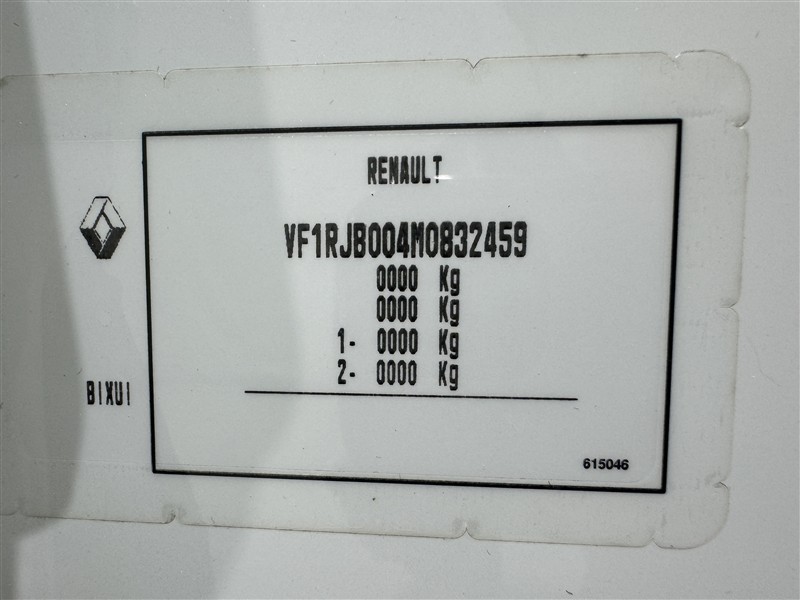 RENAULT
VF1RJB004M0832459
0000 Kg
0000 Kg
1- 0000 Kg
2- 0000 Kg
BIXUI
615046